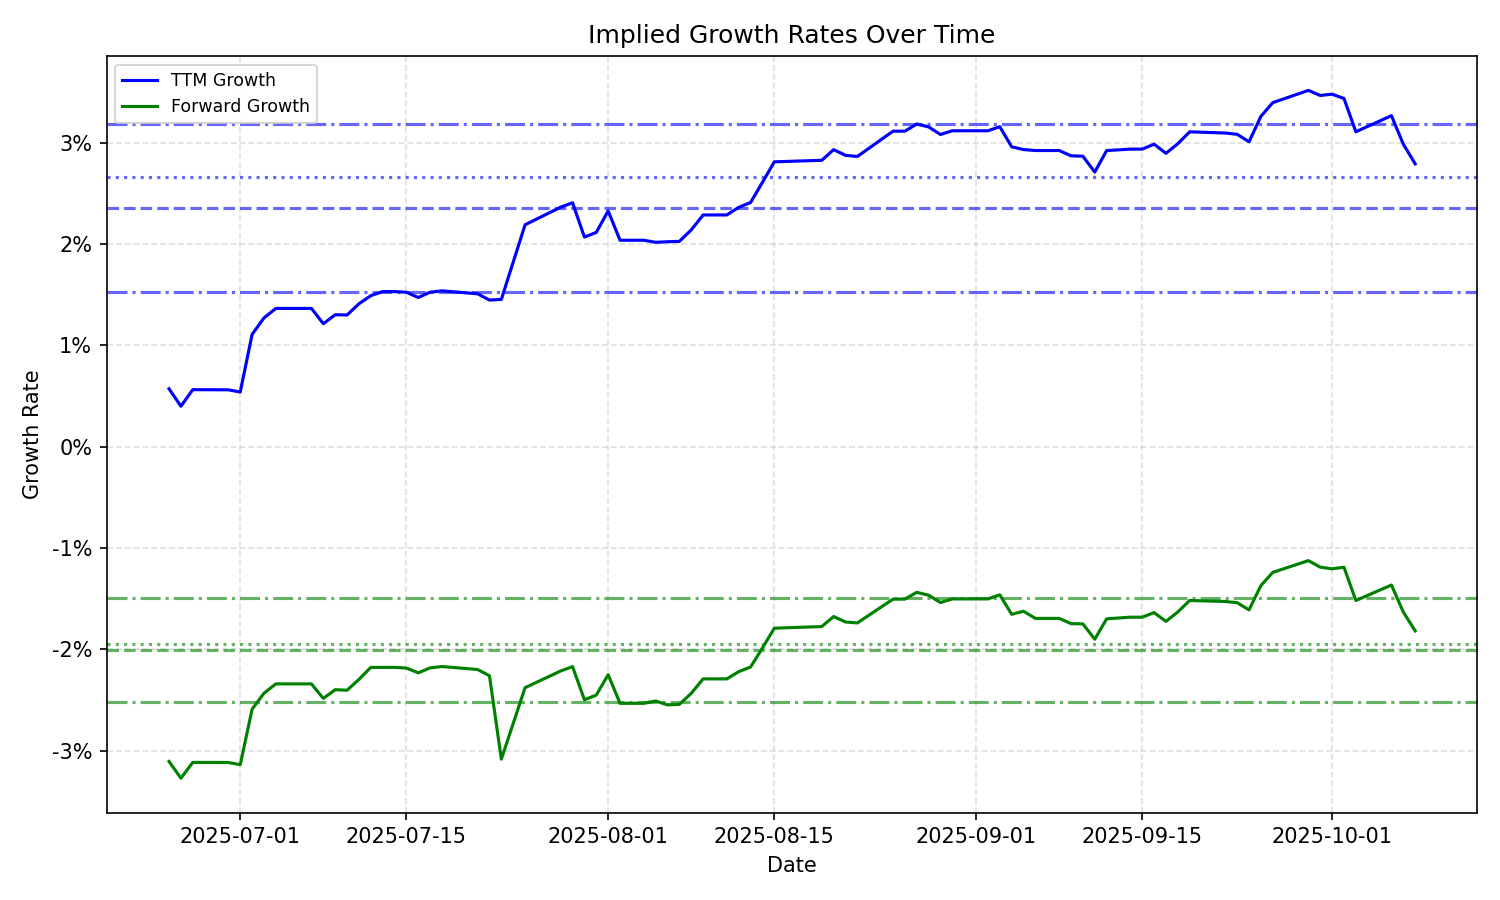 Implied Growth Rates Over Time
TTM Growth
Forward Growth
3%
2%
1%
0%
-1%
-2%
-3%
Growth Rate
2025-07-01
2025-07-15
2025-08-01
2025-08-15
2025-09-01
2025-09-15
2025-10-01
Date